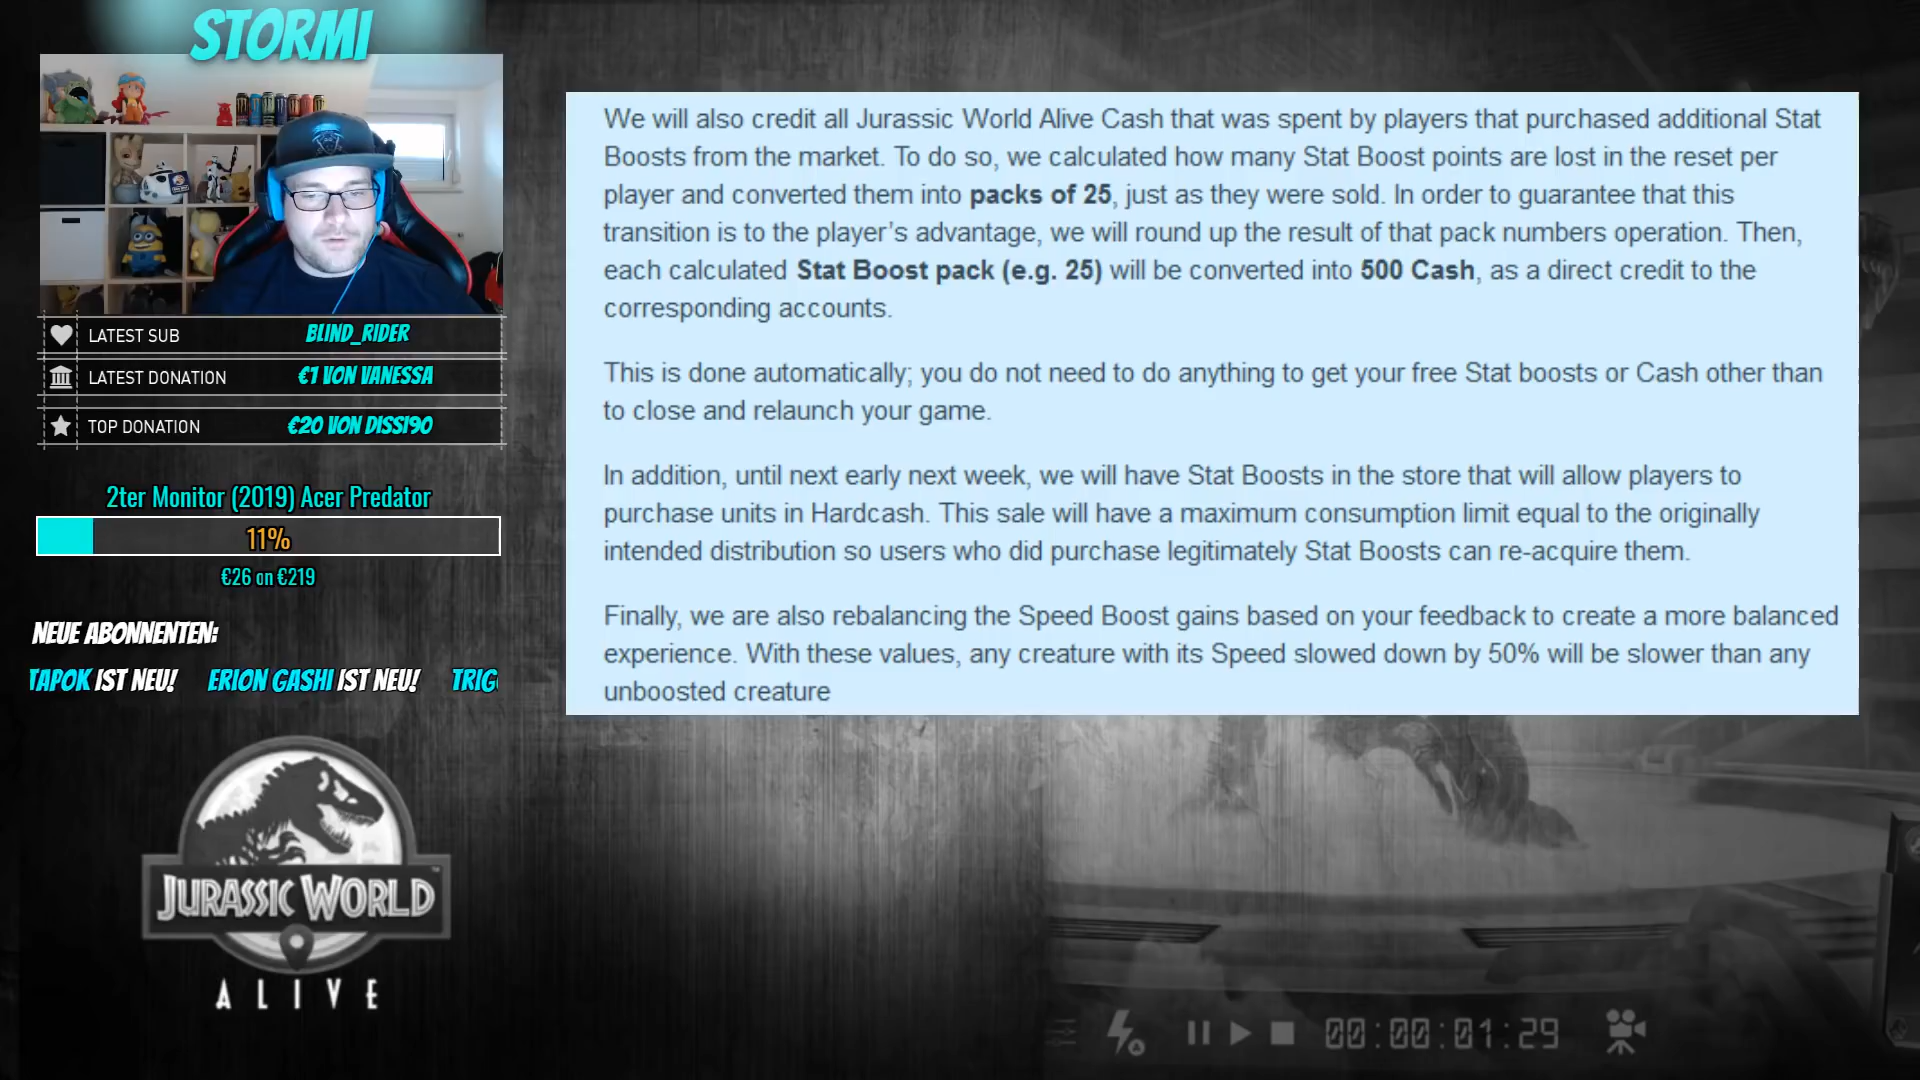 STORMI
LATEST SUB BLIND_RIDER
LATEST DONATION €1 VON VANESSA
TOP DONATION €20 VON DISSI90
2ter Monitor (2019) Acer Predator
11%
€26 on €219
NEUE ABONNENTEN:
TAPOK IST NEU! ERION GASHI IST NEU! TRIG
JURASSIC WORLD
ALIVE
We will also credit all Jurassic World Alive Cash that was spent by players that purchased additional Stat
Boosts from the market. To do so, we calculated how many Stat Boost points are lost in the reset per
player and converted them into packs of 25, just as they were sold. In order to guarantee that this
transition is to the player’s advantage, we will round up the result of that pack numbers operation. Then,
each calculated Stat Boost pack (e.g. 25) will be converted into 500 Cash, as a direct credit to the
corresponding accounts.
This is done automatically; you do not need to do anything to get your free Stat boosts or Cash other than
to close and relaunch your game.
In addition, until next early next week, we will have Stat Boosts in the store that will allow players to
purchase units in Hardcash. This sale will have a maximum consumption limit equal to the originally
intended distribution so users who did purchase legitimately Stat Boosts can re-acquire them.
Finally, we are also rebalancing the Speed Boost gains based on your feedback to create a more balanced
experience. With these values, any creature with its Speed slowed down by 50% will be slower than any
unboosted creature
00:00:01:29